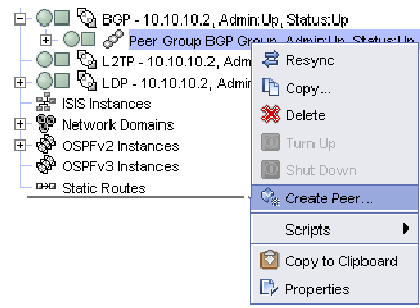 BGP - 10.10.10.2, Admin:Up, Status:Up
Peer Group BGP Group, Admin:Up, Status:Up
L2TP - 10.10.10.2, Admin
LDP - 10.10.10.2, Admin
ISIS Instances
Network Domains
OSPFv2 Instances
OSPFv3 Instances
Static Routes
Resync
Copy...
Delete
Turn Up
Shut Down
Create Peer...
Scripts
Copy to Clipboard
Properties